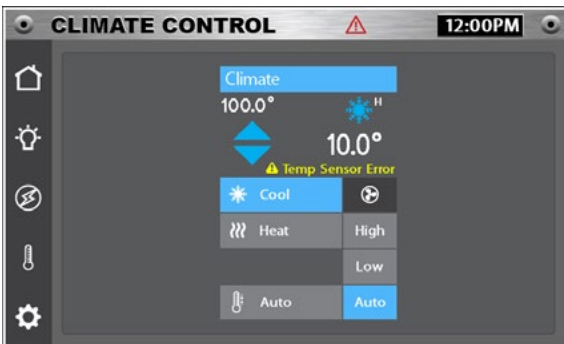 CLIMATE CONTROL 12:00PM
Climate
100.0° H
10.0°
Temp Sensor Error
Cool
Heat High
Low
Auto Auto